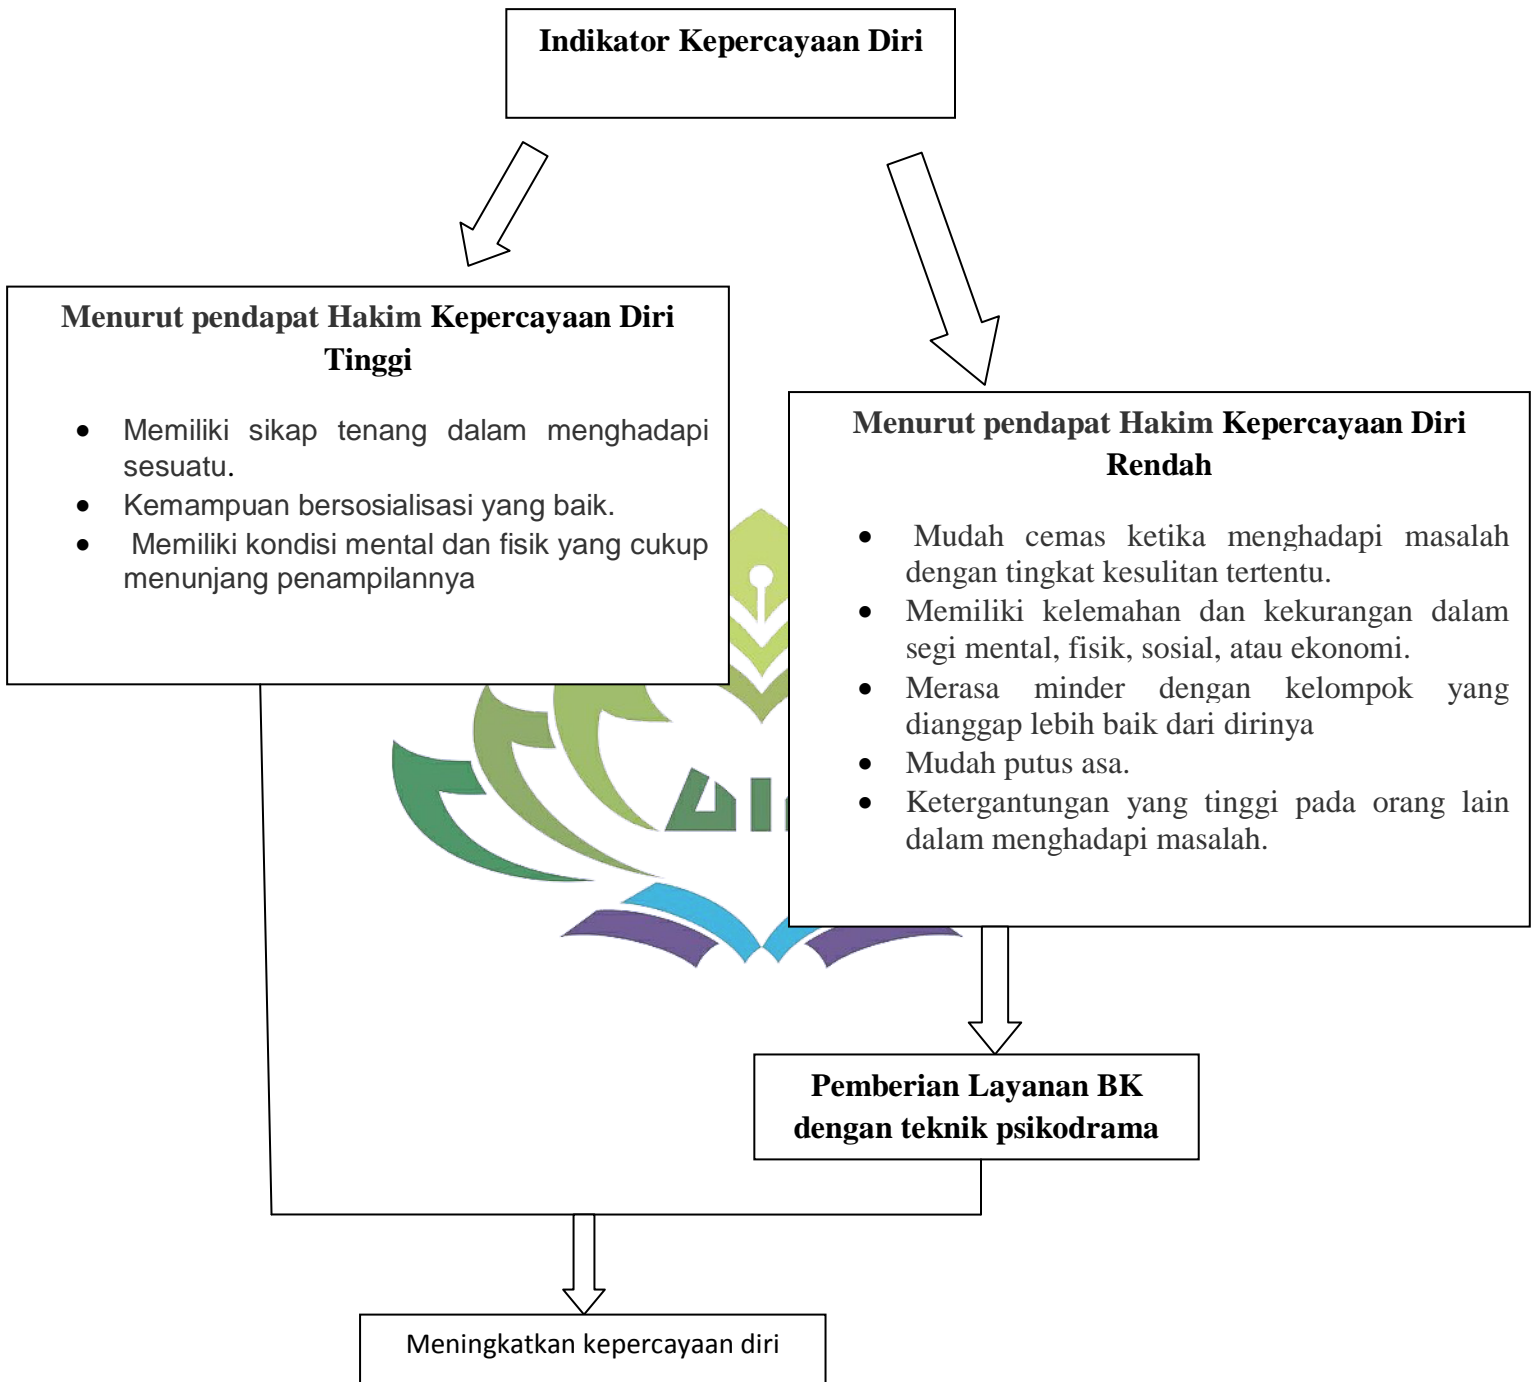 Indikator Kepercayaan Diri
Menurut pendapat Hakim Kepercayaan Diri
Tinggi
• Memiliki sikap tenang dalam menghadapi
sesuatu.
• Kemampuan bersosialisasi yang baik.
• Memiliki kondisi mental dan fisik yang cukup
menunjang penampilannya
Menurut pendapat Hakim Kepercayaan Diri
Rendah
• Mudah cemas ketika menghadapi masalah
dengan tingkat kesulitan tertentu.
• Memiliki kelemahan dan kekurangan dalam
segi mental, fisik, sosial, atau ekonomi.
• Merasa minder dengan kelompok yang
dianggap lebih baik dari dirinya
• Mudah putus asa.
• Ketergantungan yang tinggi pada orang lain
dalam menghadapi masalah.
Pemberian Layanan BK
dengan teknik psikodrama
Meningkatkan kepercayaan diri